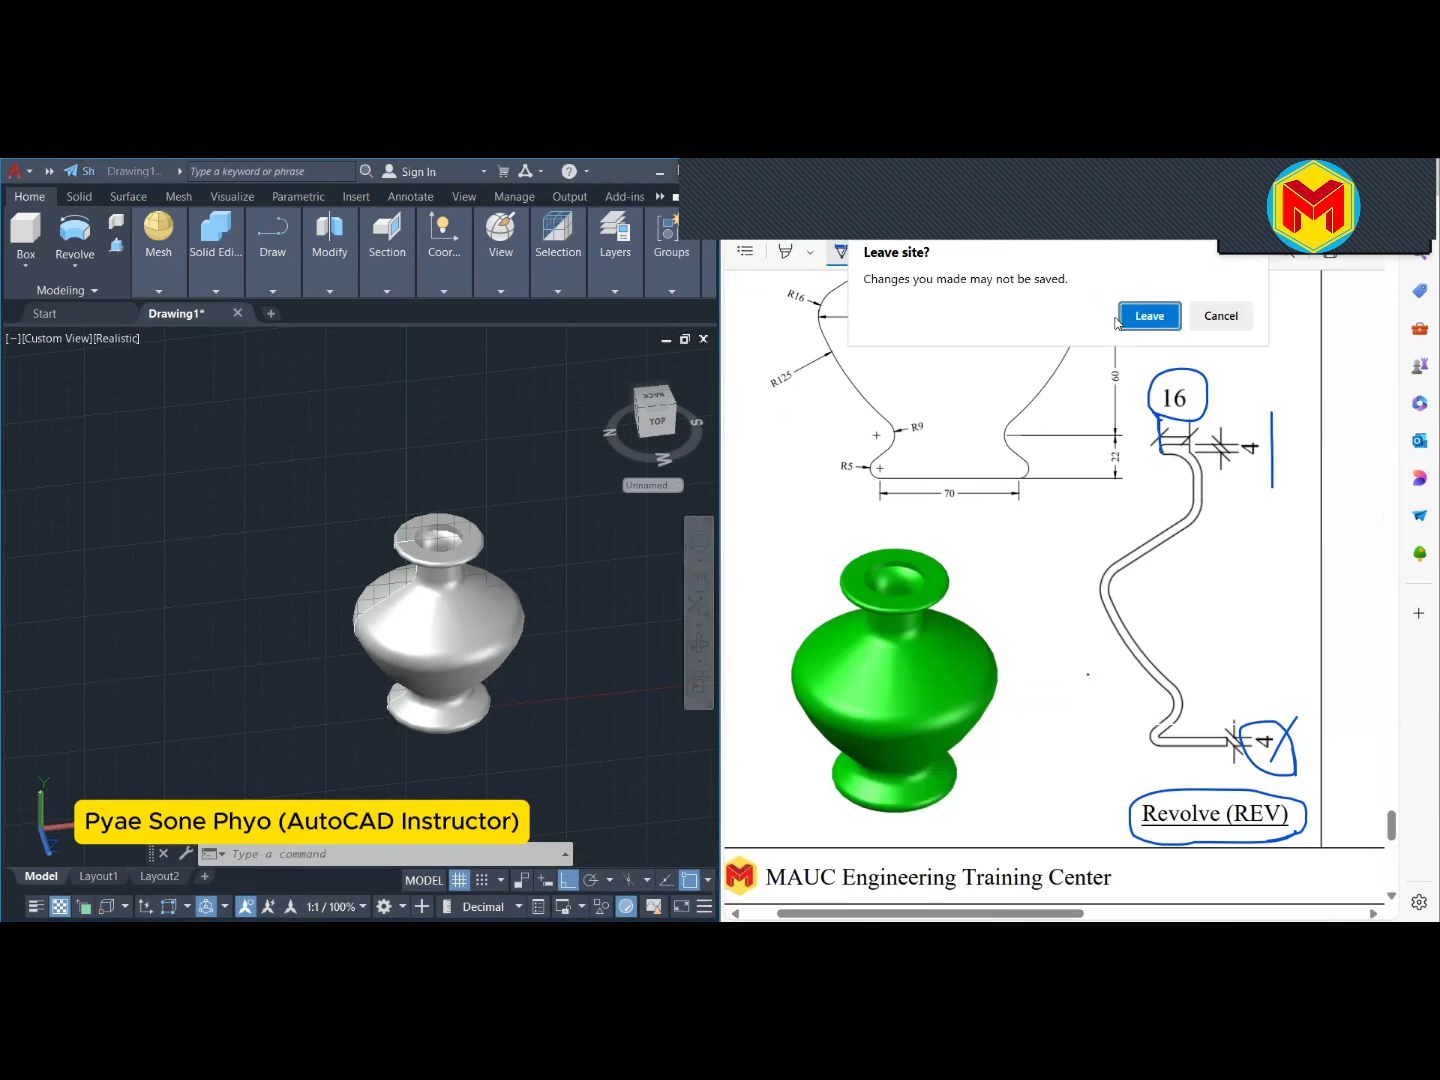 Sh
Drawing1...
Type a keyword or phrase
Sign In
Home
Solid
Surface
Mesh
Visualize
Parametric
Insert
Annotate
View
Manage
Output
Add-ins
Box
Revolve
Mesh
Solid Edi...
Draw
Modify
Section
Coor...
View
Selection
Layers
Groups
Modeling
Start
Drawing1*
[−][Custom View][Realistic]
BACK
TOP
N
S
W
Unnamed
Y
Pyae Sone Phyo (AutoCAD Instructor)
Type a command
Model
Layout1
Layout2
MODEL
1:1 / 100%
Decimal
Leave site?
Changes you made may not be saved.
Leave
Cancel
R16
R125
R9
R5
60
22
70
16
4
4
Revolve (REV)
MAUC Engineering Training Center